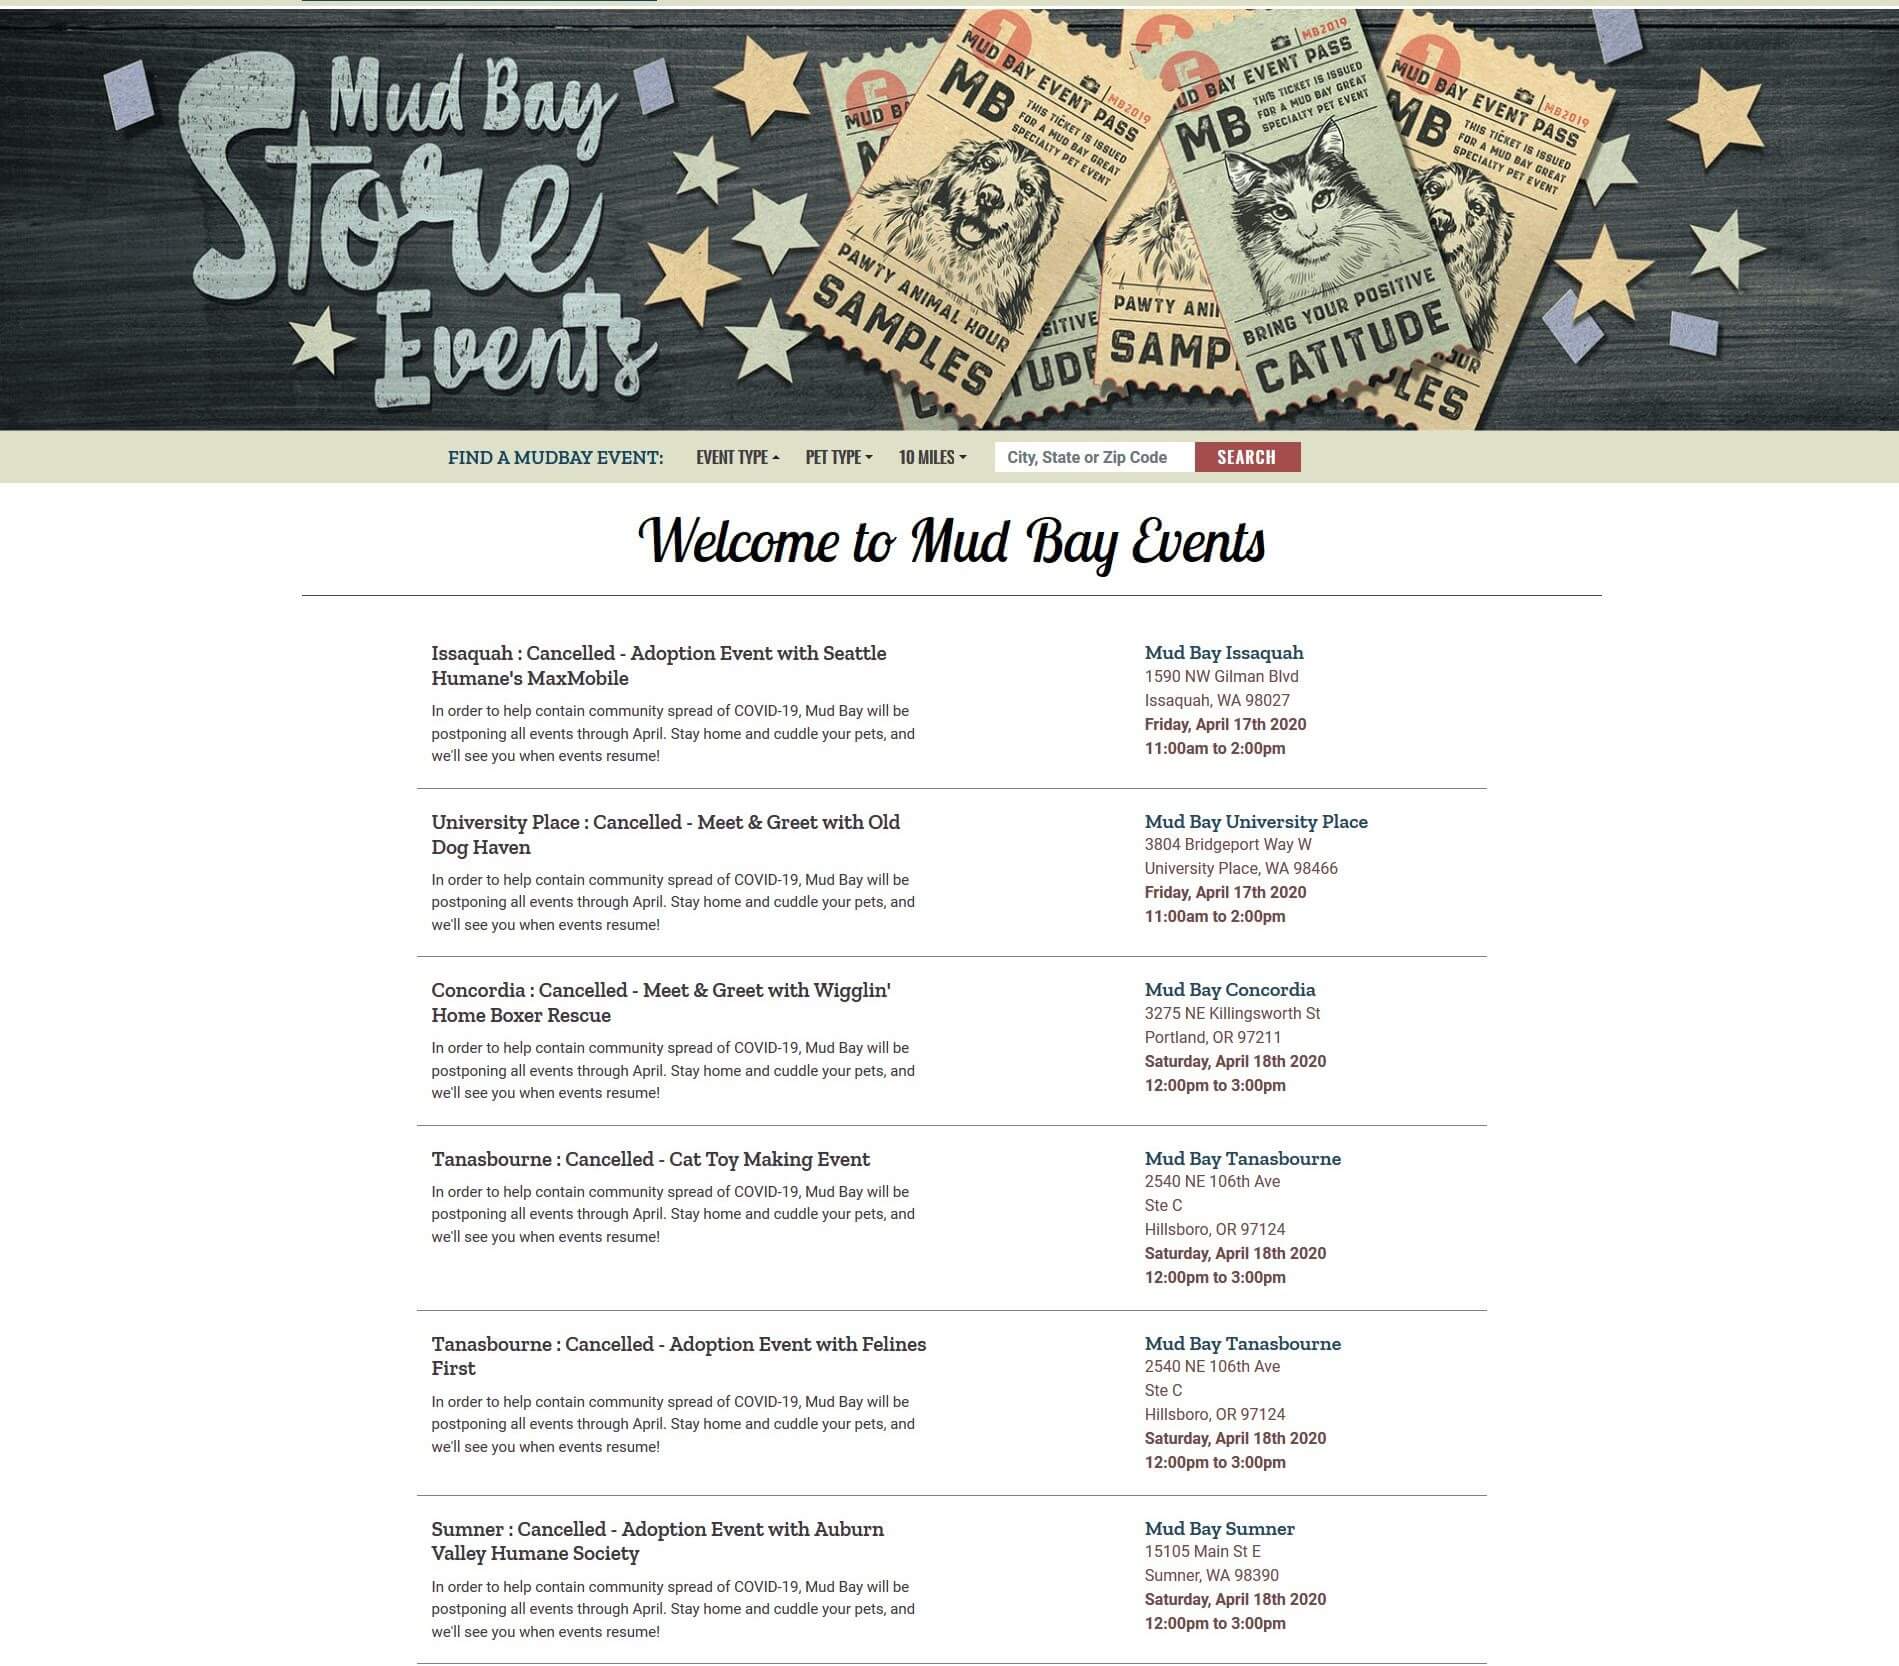 Mud Bay
Store
Events
MUD BA
MUD BAY EVENT PASS
MB2019
MB
THIS TICKET IS ISSUED
FOR A MUD BAY GREAT
SPECIALTY PET EVENT
PAWTY ANIMAL HOUR
SAMPLES
SITIVE
TUDE
PAWTY ANI
SAMP
MB2019
UD BAY EVENT PASS
MB
THIS TICKET IS ISSUED
FOR A MUD BAY GREAT
SPECIALTY PET EVENT
BRING YOUR POSITIVE
CATITUDE
MUD BAY EVENT PASS
MB2019
MB
THIS TICKET IS ISSUED
FOR A MUD BAY GREAT
SPECIALTY PET EVENT
OUR
LES
FIND A MUDBAY EVENT: EVENT TYPE PET TYPE 10 MILES City, State or Zip Code SEARCH
Welcome to Mud Bay Events
Issaquah : Cancelled - Adoption Event with Seattle
Humane's MaxMobile
In order to help contain community spread of COVID-19, Mud Bay will be
postponing all events through April. Stay home and cuddle your pets, and
we'll see you when events resume!
Mud Bay Issaquah
1590 NW Gilman Blvd
Issaquah, WA 98027
Friday, April 17th 2020
11:00am to 2:00pm
University Place : Cancelled - Meet & Greet with Old
Dog Haven
In order to help contain community spread of COVID-19, Mud Bay will be
postponing all events through April. Stay home and cuddle your pets, and
we'll see you when events resume!
Mud Bay University Place
3804 Bridgeport Way W
University Place, WA 98466
Friday, April 17th 2020
11:00am to 2:00pm
Concordia : Cancelled - Meet & Greet with Wigglin'
Home Boxer Rescue
In order to help contain community spread of COVID-19, Mud Bay will be
postponing all events through April. Stay home and cuddle your pets, and
we'll see you when events resume!
Mud Bay Concordia
3275 NE Killingsworth St
Portland, OR 97211
Saturday, April 18th 2020
12:00pm to 3:00pm
Tanasbourne : Cancelled - Cat Toy Making Event
In order to help contain community spread of COVID-19, Mud Bay will be
postponing all events through April. Stay home and cuddle your pets, and
we'll see you when events resume!
Mud Bay Tanasbourne
2540 NE 106th Ave
Ste C
Hillsboro, OR 97124
Saturday, April 18th 2020
12:00pm to 3:00pm
Tanasbourne : Cancelled - Adoption Event with Felines
First
In order to help contain community spread of COVID-19, Mud Bay will be
postponing all events through April. Stay home and cuddle your pets, and
we'll see you when events resume!
Mud Bay Tanasbourne
2540 NE 106th Ave
Ste C
Hillsboro, OR 97124
Saturday, April 18th 2020
12:00pm to 3:00pm
Sumner : Cancelled - Adoption Event with Auburn
Valley Humane Society
In order to help contain community spread of COVID-19, Mud Bay will be
postponing all events through April. Stay home and cuddle your pets, and
we'll see you when events resume!
Mud Bay Sumner
15105 Main St E
Sumner, WA 98390
Saturday, April 18th 2020
12:00pm to 3:00pm